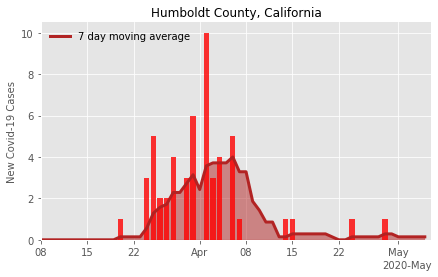 Humboldt County, California
7 day moving average
New Covid-19 Cases
10
8
6
4
2
0
08 15 22 Apr 08 15 22 May
2020-May